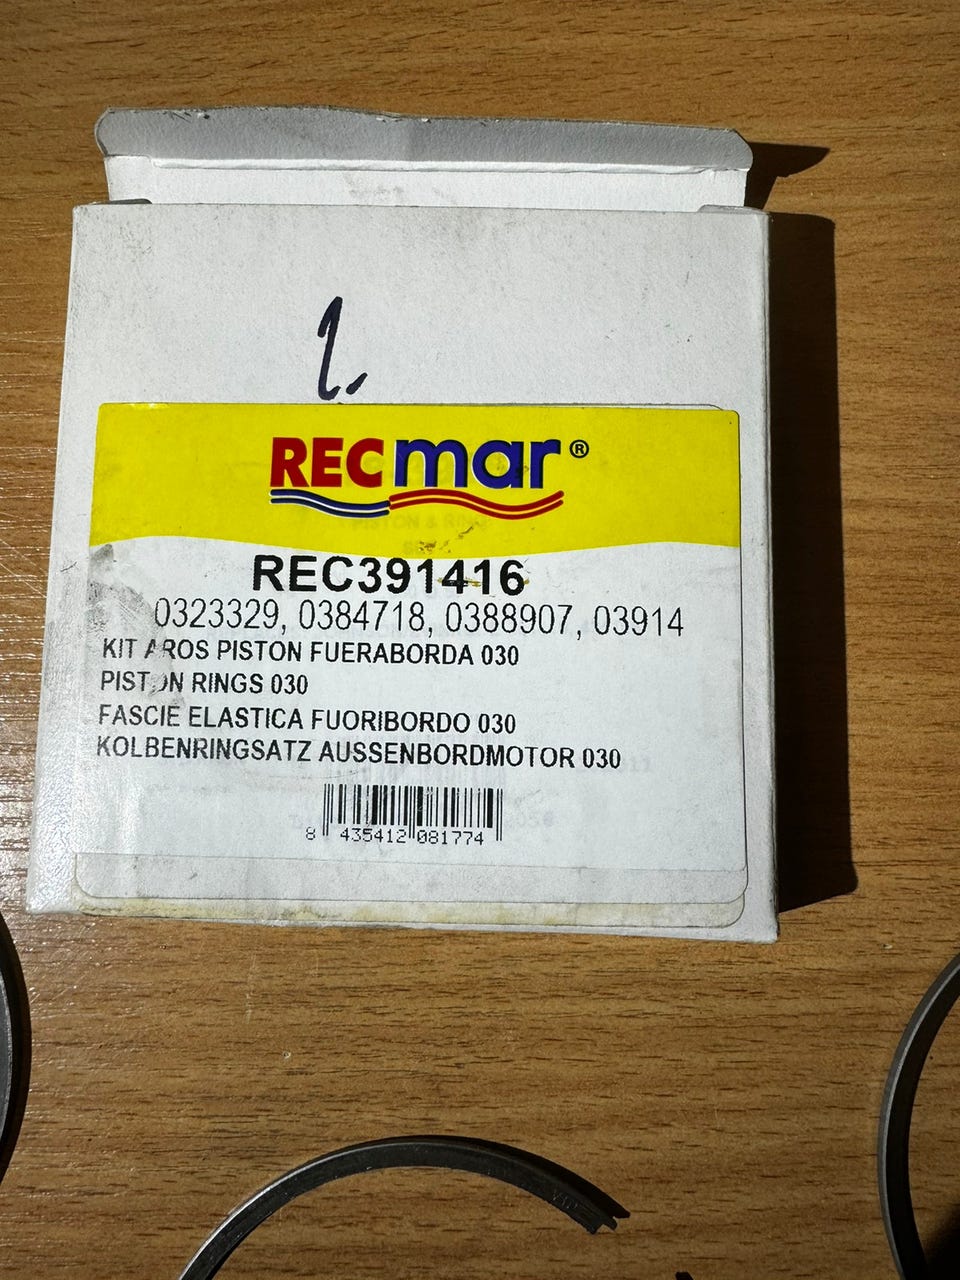 2.
RECmar®
REC391416
0323329, 0384718, 0388907, 03914
KIT AROS PISTON FUERABORDA 030
PISTON RINGS 030
FASCIE ELASTICA FUORIBORDO 030
KOLBENRINGSATZ AUSSENBORDMOTOR 030
8 435412 081774